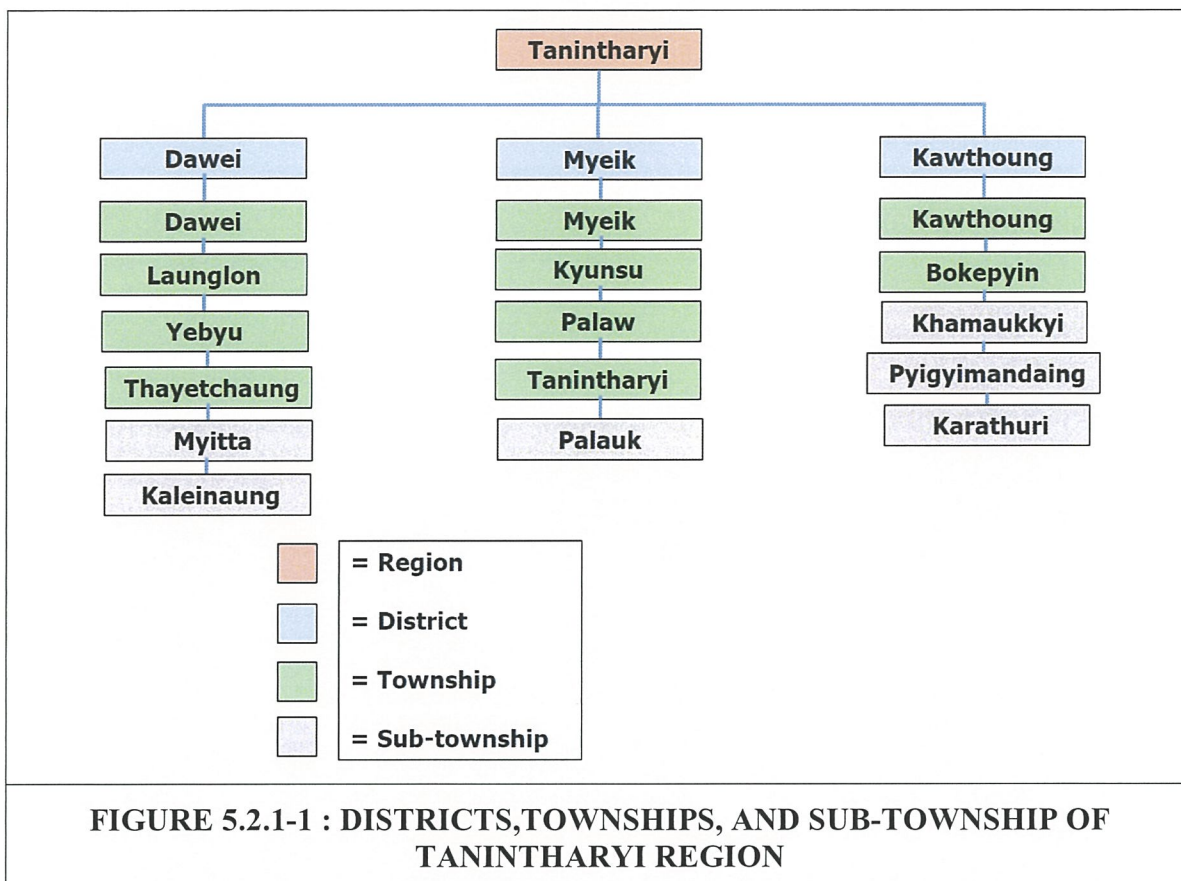 Tanintharyi
Dawei
Myeik
Kawthoung
Dawei
Launglon
Yebyu
Thayetchaung
Myitta
Kaleinaung
Myeik
Kyunsu
Palaw
Tanintharyi
Palauk
Kawthoung
Bokepyin
Khamaukkyi
Pyigyimandaing
Karathuri
= Region
= District
= Township
= Sub-township
FIGURE 5.2.1-1 : DISTRICTS,TOWNSHIPS, AND SUB-TOWNSHIP OF
TANINTHARYI REGION